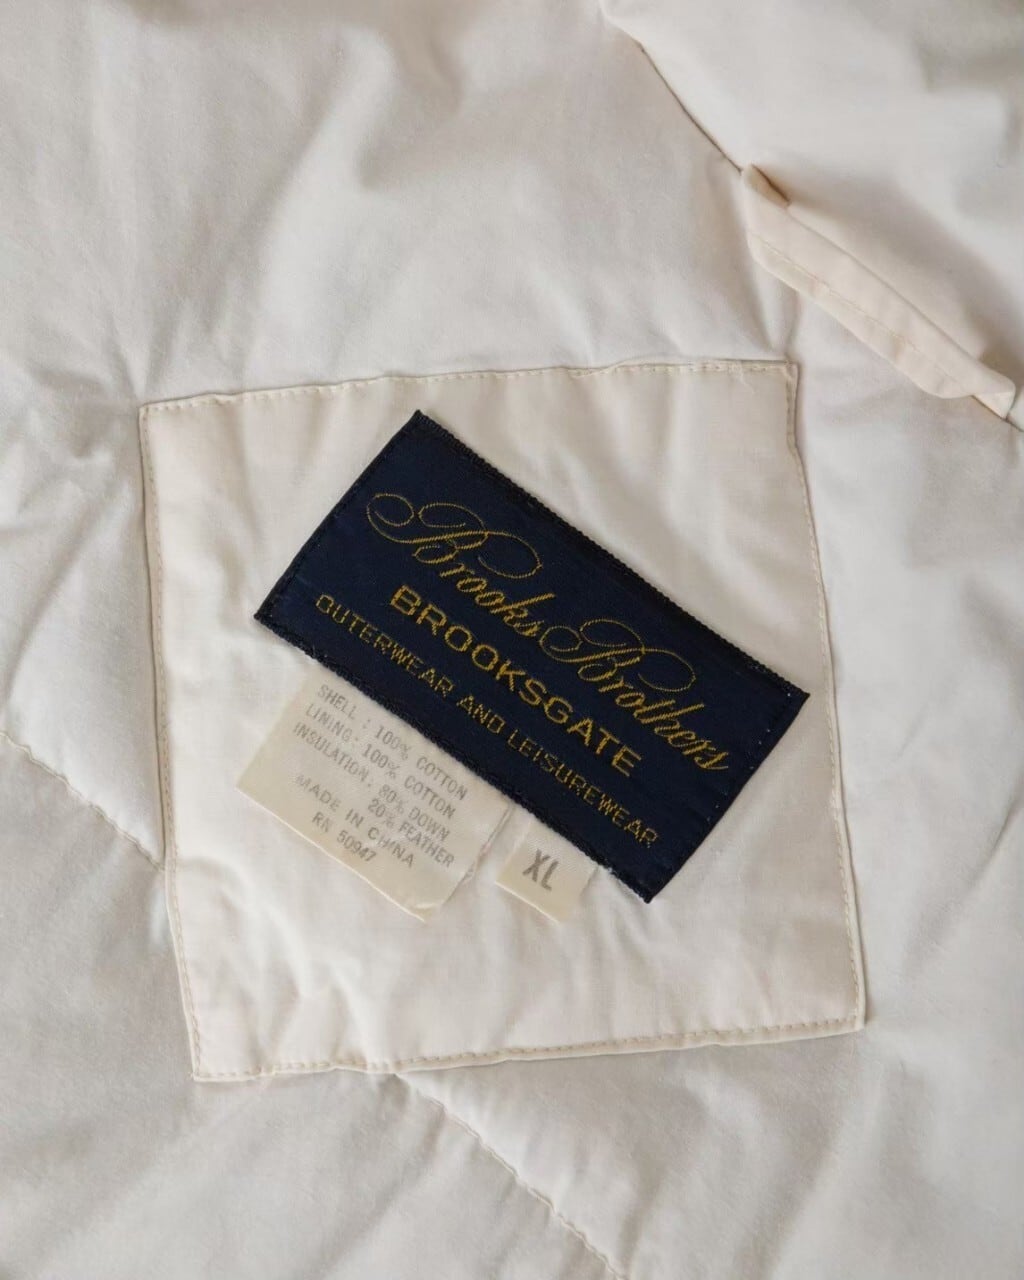 Brooks Brothers
BROOKSGATE
OUTERWEAR AND LEISUREWEAR
SHELL : 100% COTTON
LINING: 100% COTTON
INSULATION: 80% DOWN
20% FEATHER
MADE IN CHINA
RN 50947
XL